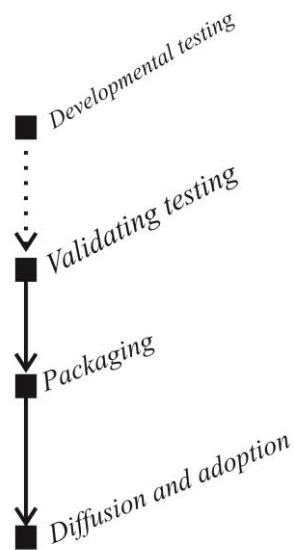 Developmental testing
Validating testing
Packaging
Diffusion and adoption